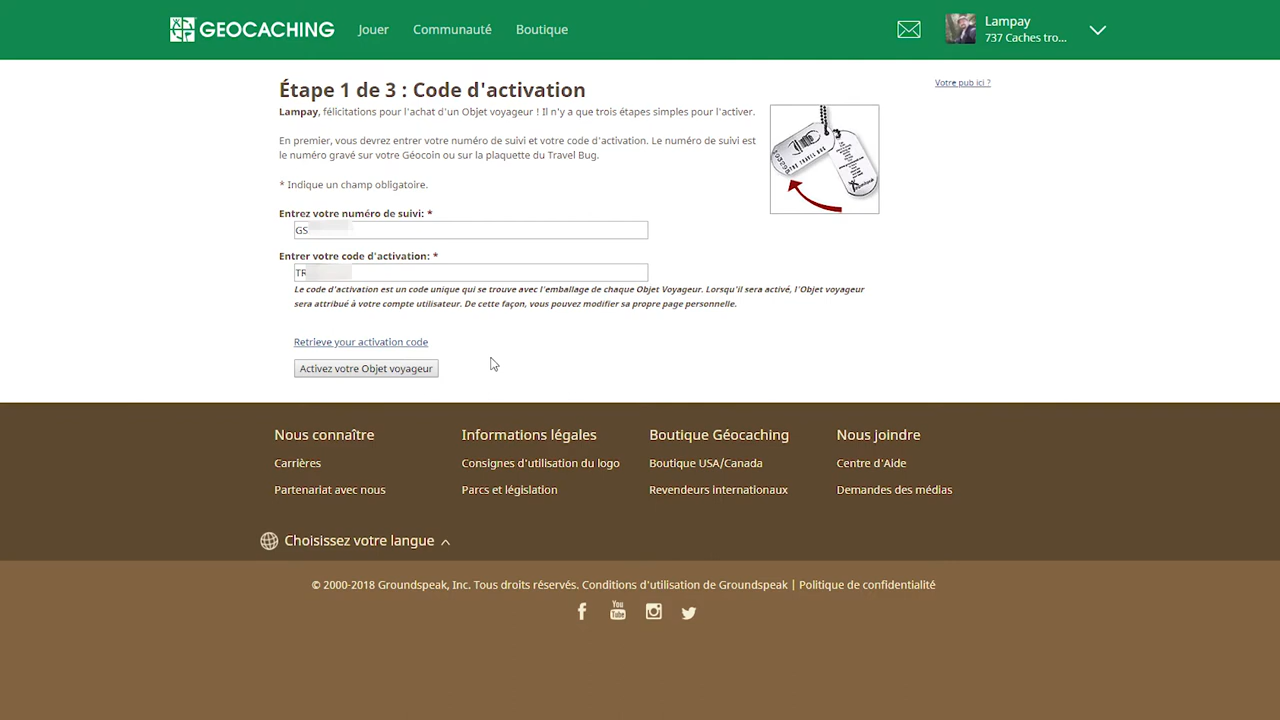 GEOCACHING Jouer Communauté Boutique
Lampay
737 Caches tro...
Étape 1 de 3 : Code d'activation
Votre pub ici ?
Lampay, félicitations pour l'achat d'un Objet voyageur ! Il n'y a que trois étapes simples pour l'activer.
En premier, vous devrez entrer votre numéro de suivi et votre code d'activation. Le numéro de suivi est
le numéro gravé sur votre Géocoin ou sur la plaquette du Travel Bug.
* Indique un champ obligatoire.
Entrez votre numéro de suivi: *
GS
Entrer votre code d'activation: *
TR
Le code d'activation est un code unique qui se trouve avec l'emballage de chaque Objet Voyageur. Lorsqu'il sera activé, l'Objet voyageur
sera attribué à votre compte utilisateur. De cette façon, vous pouvez modifier sa propre page personnelle.
Retrieve your activation code
Activez votre Objet voyageur
Nous connaître Informations légales Boutique Géocaching Nous joindre
Carrières Consignes d'utilisation du logo Boutique USA/Canada Centre d'Aide
Partenariat avec nous Parcs et législation Revendeurs internationaux Demandes des médias
Choisissez votre langue
© 2000-2018 Groundspeak, Inc. Tous droits réservés. Conditions d'utilisation de Groundspeak | Politique de confidentialité